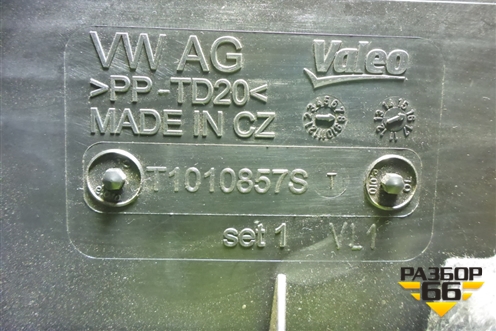 VW AG
Valeo
>PP-TD20<
MADE IN CZ
T1010857S T
set 1 VL1
РАЗБОР
66